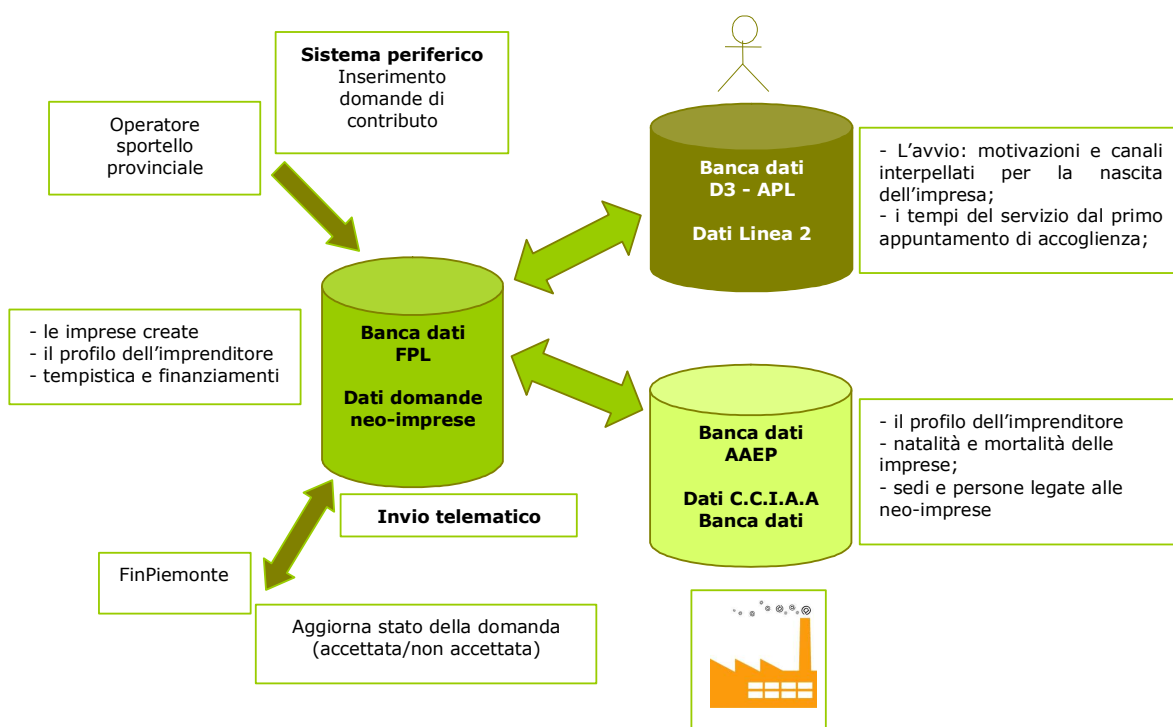 Sistema periferico
Inserimento
domande di
contributo
Operatore
sportello
provinciale
Banca dati
D3 - APL
Dati Linea 2
- L'avvio: motivazioni e canali
interpellati per la nascita
dell'impresa;
- i tempi del servizio dal primo
appuntamento di accoglienza;
- le imprese create
- il profilo dell'imprenditore
- tempistica e finanziamenti
Banca dati
FPL
Dati domande
neo-imprese
Banca dati
AAEP
Dati C.C.I.A.A
Banca dati
- il profilo dell'imprenditore
- natalità e mortalità delle
imprese;
- sedi e persone legate alle
neo-imprese
Invio telematico
FinPiemonte
Aggiorna stato della domanda
(accettata/non accettata)